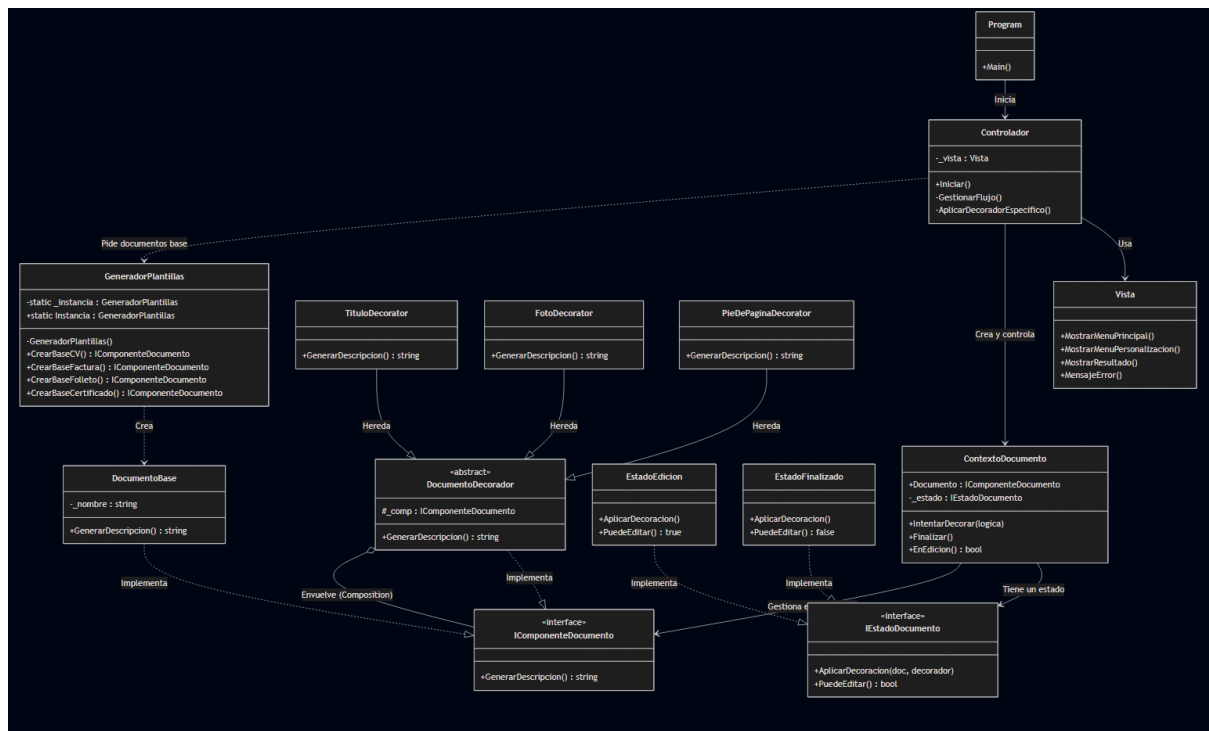 Program
+Main()
Inicia
Controlador
-_vista : Vista
+Iniciar()
-GestionarFlujo()
-AplicarDecoradorEspecifico()
Pide documentos base
Usa
GeneradorPlantillas
-static _instancia : GeneradorPlantillas
+static Instancia : GeneradorPlantillas
-GeneradorPlantillas()
+CrearBaseCV() : IComponenteDocumento
+CrearBaseFactura() : IComponenteDocumento
+CrearBaseFolleto() : IComponenteDocumento
+CrearBaseCertificado() : IComponenteDocumento
TituloDecorator
+GenerarDescripcion() : string
FotoDecorator
+GenerarDescripcion() : string
PieDePaginaDecorator
+GenerarDescripcion() : string
Crea y controla
Vista
+MostrarMenuPrincipal()
+MostrarMenuPersonalizacion()
+MostrarResultado()
+MensajeError()
Crea
Hereda
Hereda
Hereda
DocumentoBase
-_nombre : string
+GenerarDescripcion() : string
«abstract»
DocumentoDecorador
#_comp : IComponenteDocumento
+GenerarDescripcion() : string
EstadoEdicion
+AplicarDecoracion()
+PuedeEditar() : true
EstadoFinalizado
+AplicarDecoracion()
+PuedeEditar() : false
ContextoDocumento
+Documento : IComponenteDocumento
-_estado : IEstadoDocumento
+IntentarDecorar(logica)
+Finalizar()
+EnEdicion() : bool
Implementa
Envuelve (Composition)
Implementa
Implementa
Implementa
Gestiona e
Tiene un estado
«interface»
IComponenteDocumento
+GenerarDescripcion() : string
«interface»
IEstadoDocumento
+AplicarDecoracion(doc, decorador)
+PuedeEditar() : bool